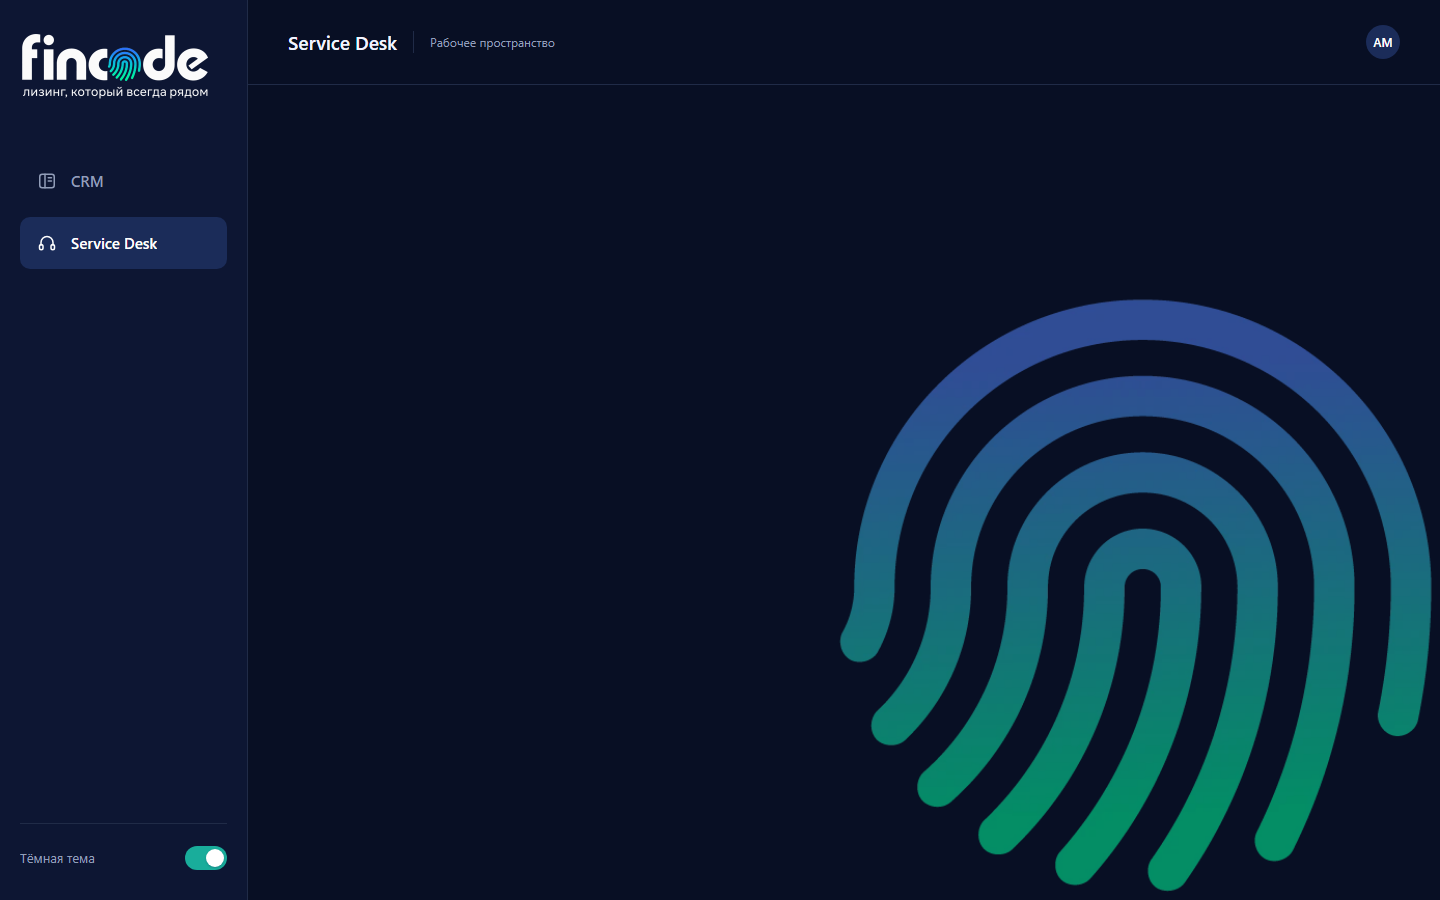 fincode
лизинг, который всегда рядом
CRM
Service Desk
Тёмная тема
Service Desk
Рабочее пространство
AM